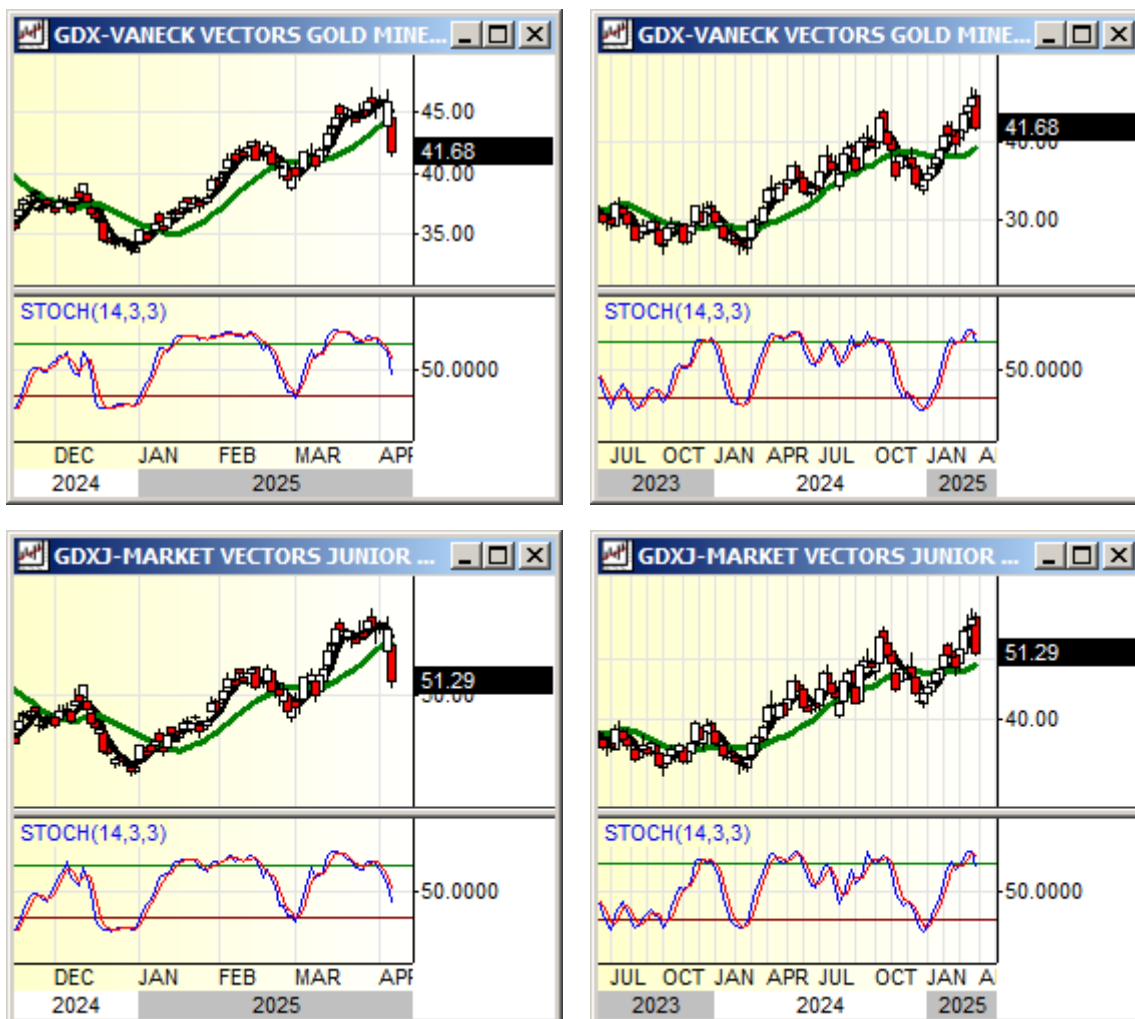 GDX-VANECK VECTORS GOLD MINE...
45.00
41.68
40.00
35.00
STOCH(14,3,3)
50.0000
DEC JAN FEB MAR APR
2024 2025
GDX-VANECK VECTORS GOLD MINE...
41.68
40.00
30.00
STOCH(14,3,3)
50.0000
JUL OCT JAN APR JUL OCT JAN A
2023 2024 2025
GDXJ-MARKET VECTORS JUNIOR ...
51.29
50.00
STOCH(14,3,3)
50.0000
DEC JAN FEB MAR APR
2024 2025
GDXJ-MARKET VECTORS JUNIOR ...
51.29
40.00
STOCH(14,3,3)
50.0000
JUL OCT JAN APR JUL OCT JAN A
2023 2024 2025